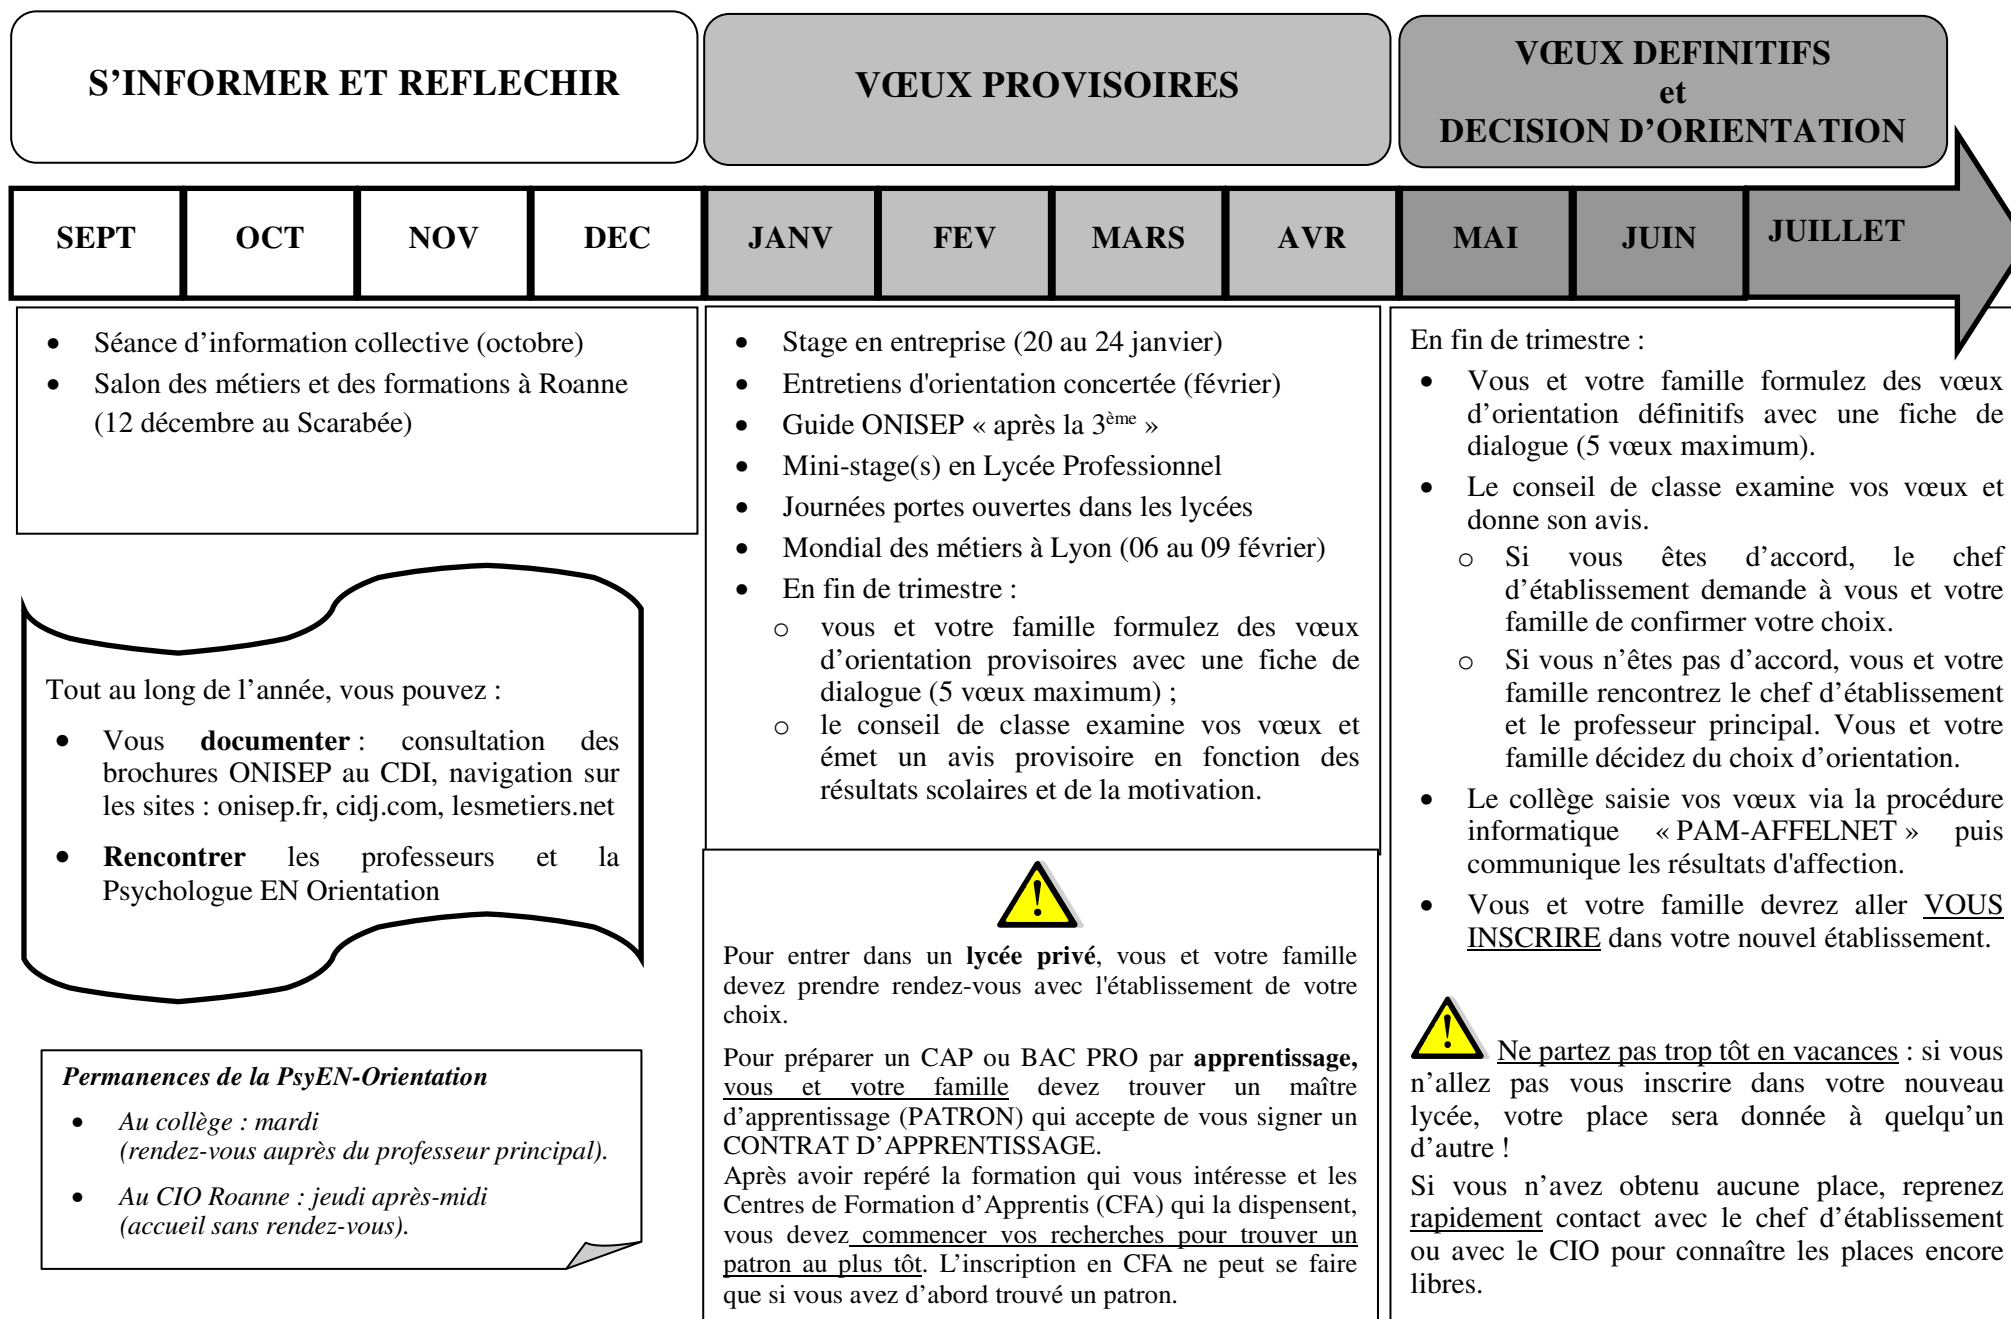 S’INFORMER ET REFLECHIR
VŒUX PROVISOIRES
VŒUX DEFINITIFS
et
DECISION D’ORIENTATION
SEPT
OCT
NOV
DEC
JANV
FEV
MARS
AVR
MAI
JUIN
JUILLET
• Séance d’information collective (octobre)
• Salon des métiers et des formations à Roanne
(12 décembre au Scarabée)
Tout au long de l’année, vous pouvez :
• Vous documenter : consultation des
brochures ONISEP au CDI, navigation sur
les sites : onisep.fr, cidj.com, lesmetiers.net
• Rencontrer les professeurs et la
Psychologue EN Orientation
Permanences de la PsyEN-Orientation
• Au collège : mardi
(rendez-vous auprès du professeur principal).
• Au CIO Roanne : jeudi après-midi
(accueil sans rendez-vous).
• Stage en entreprise (20 au 24 janvier)
• Entretiens d'orientation concertée (février)
• Guide ONISEP « après la 3ème »
• Mini-stage(s) en Lycée Professionnel
• Journées portes ouvertes dans les lycées
• Mondial des métiers à Lyon (06 au 09 février)
• En fin de trimestre :
o vous et votre famille formulez des vœux
d’orientation provisoires avec une fiche de
dialogue (5 vœux maximum) ;
o le conseil de classe examine vos vœux et
émet un avis provisoire en fonction des
résultats scolaires et de la motivation.
!
Pour entrer dans un lycée privé, vous et votre famille
devez prendre rendez-vous avec l'établissement de votre
choix.
Pour préparer un CAP ou BAC PRO par apprentissage,
vous et votre famille devez trouver un maître
d’apprentissage (PATRON) qui accepte de vous signer un
CONTRAT D’APPRENTISSAGE.
Après avoir repéré la formation qui vous intéresse et les
Centres de Formation d’Apprentis (CFA) qui la dispensent,
vous devez commencer vos recherches pour trouver un
patron au plus tôt. L’inscription en CFA ne peut se faire
que si vous avez d’abord trouvé un patron.
En fin de trimestre :
• Vous et votre famille formulez des vœux
d’orientation définitifs avec une fiche de
dialogue (5 vœux maximum).
• Le conseil de classe examine vos vœux et
donne son avis.
o Si vous êtes d’accord, le chef
d’établissement demande à vous et votre
famille de confirmer votre choix.
o Si vous n’êtes pas d’accord, vous et votre
famille rencontrez le chef d’établissement
et le professeur principal. Vous et votre
famille décidez du choix d’orientation.
• Le collège saisie vos vœux via la procédure
informatique « PAM-AFFELNET » puis
communique les résultats d'affection.
• Vous et votre famille devrez aller VOUS
INSCRIRE dans votre nouvel établissement.
! Ne partez pas trop tôt en vacances : si vous
n’allez pas vous inscrire dans votre nouveau
lycée, votre place sera donnée à quelqu’un
d’autre !
Si vous n’avez obtenu aucune place, reprenez
rapidement contact avec le chef d’établissement
ou avec le CIO pour connaître les places encore
libres.